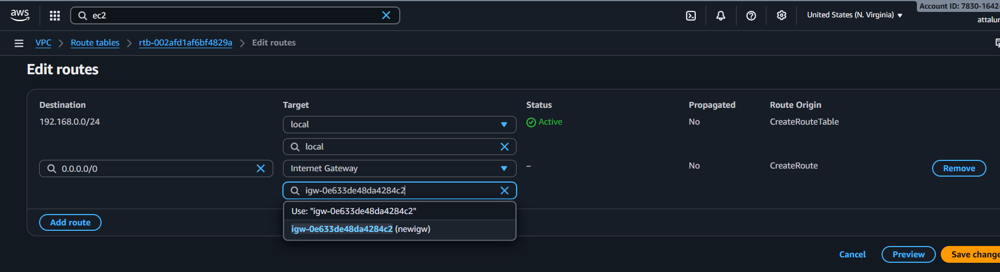 aws
ec2
United States (N. Virginia)
Account ID: 7830-1642-
attalur
VPC
Route tables
rtb-002afd1af6bf4829a
Edit routes
Edit routes
Destination Target Status Propagated Route Origin
192.168.0.0/24 local Active No CreateRouteTable
local
0.0.0.0/0 Internet Gateway – No CreateRoute Remove
igw-0e633de48da4284c2
Use: "igw-0e633de48da4284c2"
igw-0e633de48da4284c2 (newigw)
Add route
Cancel Preview Save change